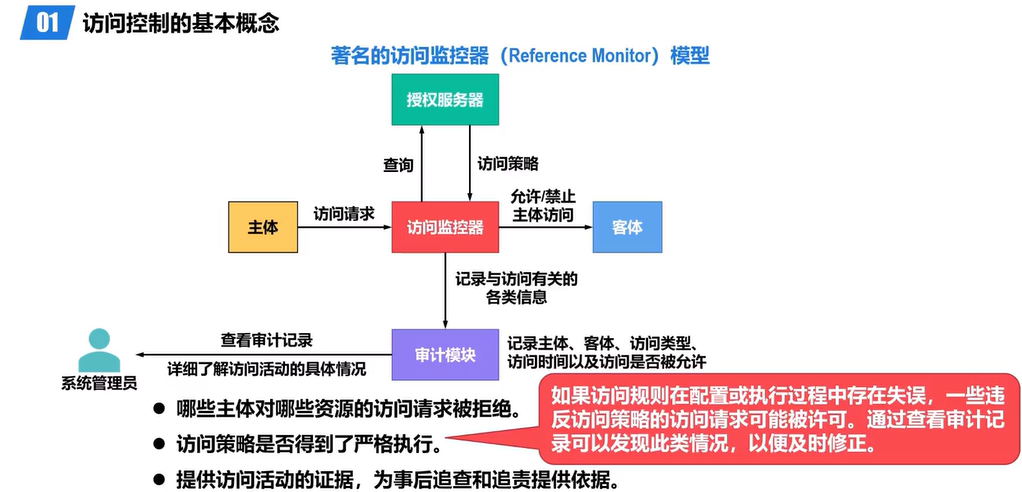 01 访问控制的基本概念
著名的访问监控器（Reference Monitor）模型
授权服务器
查询
访问策略
主体
访问请求
访问监控器
允许/禁止
主体访问
客体
记录与访问有关的
各类信息
系统管理员
查看审计记录
详细了解访问活动的具体情况
审计模块
记录主体、客体、访问类型、
访问时间以及访问是否被允许
● 哪些主体对哪些资源的访问请求被拒绝。
● 访问策略是否得到了严格执行。
● 提供访问活动的证据，为事后追查和追责提供依据。
如果访问规则在配置或执行过程中存在失误，一些违
反访问策略的访问请求可能被许可。通过查看审计记
录可以发现此类情况，以便及时修正。